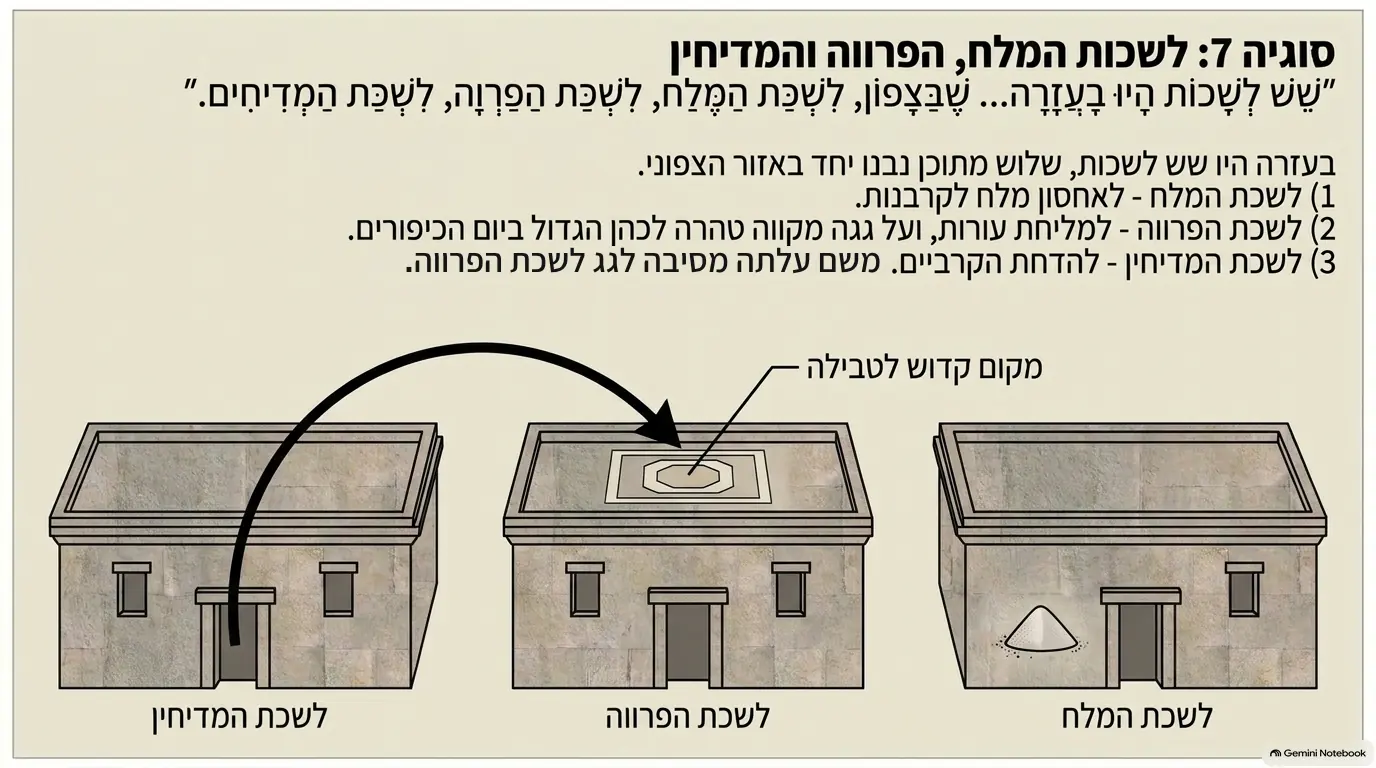 סוגיה 7: לשכות המלח, הפרווה והמדיחין
"שֵׁשׁ לְשָׁכוֹת הָיוּ בָעֲזָרָה... שֶׁבַּצָּפוֹן, לִשְׁכַּת הַמֶּלַח, לִשְׁכַּת הַפַּרְוָה, לִשְׁכַּת הַמְּדִיחִים."
בעזרה היו שש לשכות, שלוש מתוכן נבנו יחד באזור הצפוני.
1) לשכת המלח - לאחסון מלח לקרבנות.
2) לשכת הפרווה - למליחת עורות, ועל גגה מקווה טהרה לכהן הגדול ביום הכיפורים.
3) לשכת המדיחין - להדחת הקרביים. משם עלתה מסיבה לגג לשכת הפרווה.
מקום קדוש לטבילה
לשכת המלח
לשכת הפרווה
לשכת המדיחין
Gemini Notebook